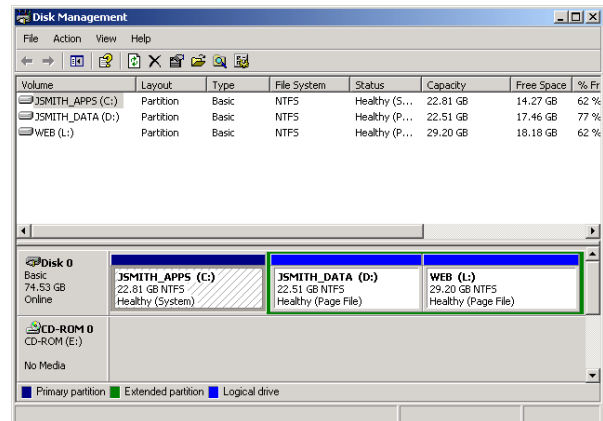 Disk Management
File Action View Help
Volume Layout Type File System Status Capacity Free Space % Fr
JSMITH_APPS (C:) Partition Basic NTFS Healthy (S... 22.81 GB 14.27 GB 62 %
JSMITH_DATA (D:) Partition Basic NTFS Healthy (P... 22.51 GB 17.46 GB 77 %
WEB (L:) Partition Basic NTFS Healthy (P... 29.20 GB 18.18 GB 62 %
Disk 0
Basic
74.53 GB
Online
JSMITH_APPS (C:)
22.81 GB NTFS
Healthy (System)
JSMITH_DATA (D:)
22.51 GB NTFS
Healthy (Page File)
WEB (L:)
29.20 GB NTFS
Healthy (Page File)
CD-ROM 0
CD-ROM (E:)
No Media
Primary partition Extended partition Logical drive